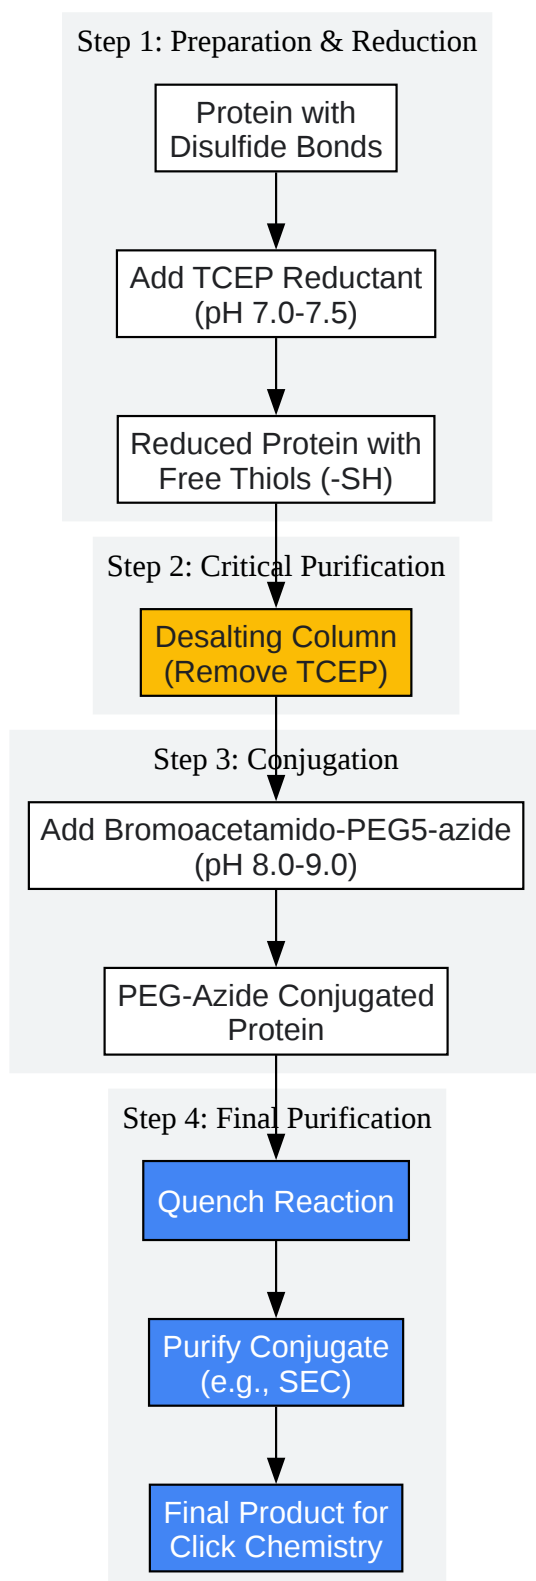 Step 1: Preparation & Reduction
Protein with
Disulfide Bonds
Add TCEP Reductant
(pH 7.0-7.5)
Reduced Protein with
Free Thiols (-SH)
Step 2: Critical Purification
Desalting Column
(Remove TCEP)
Step 3: Conjugation
Add Bromoacetamido-PEG5-azide
(pH 8.0-9.0)
PEG-Azide Conjugated
Protein
Step 4: Final Purification
Quench Reaction
Purify Conjugate
(e.g., SEC)
Final Product for
Click Chemistry